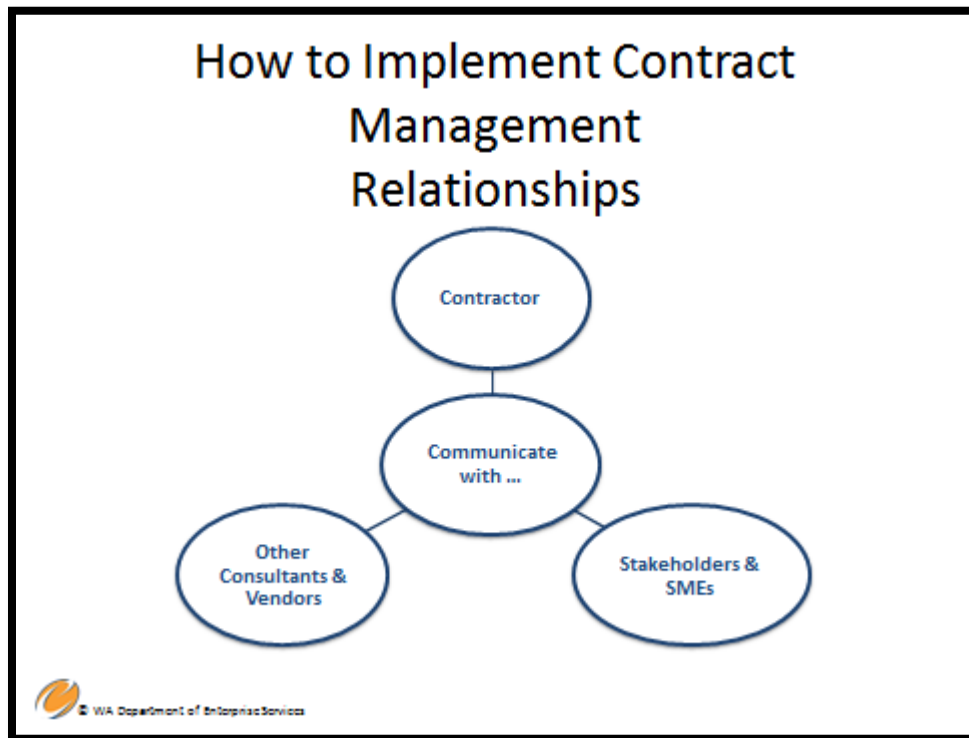 How to Implement Contract
Management
Relationships
Contractor
Communicate
with ...
Other
Consultants &
Vendors
Stakeholders &
SMEs
© WA Department of Enterprise Services